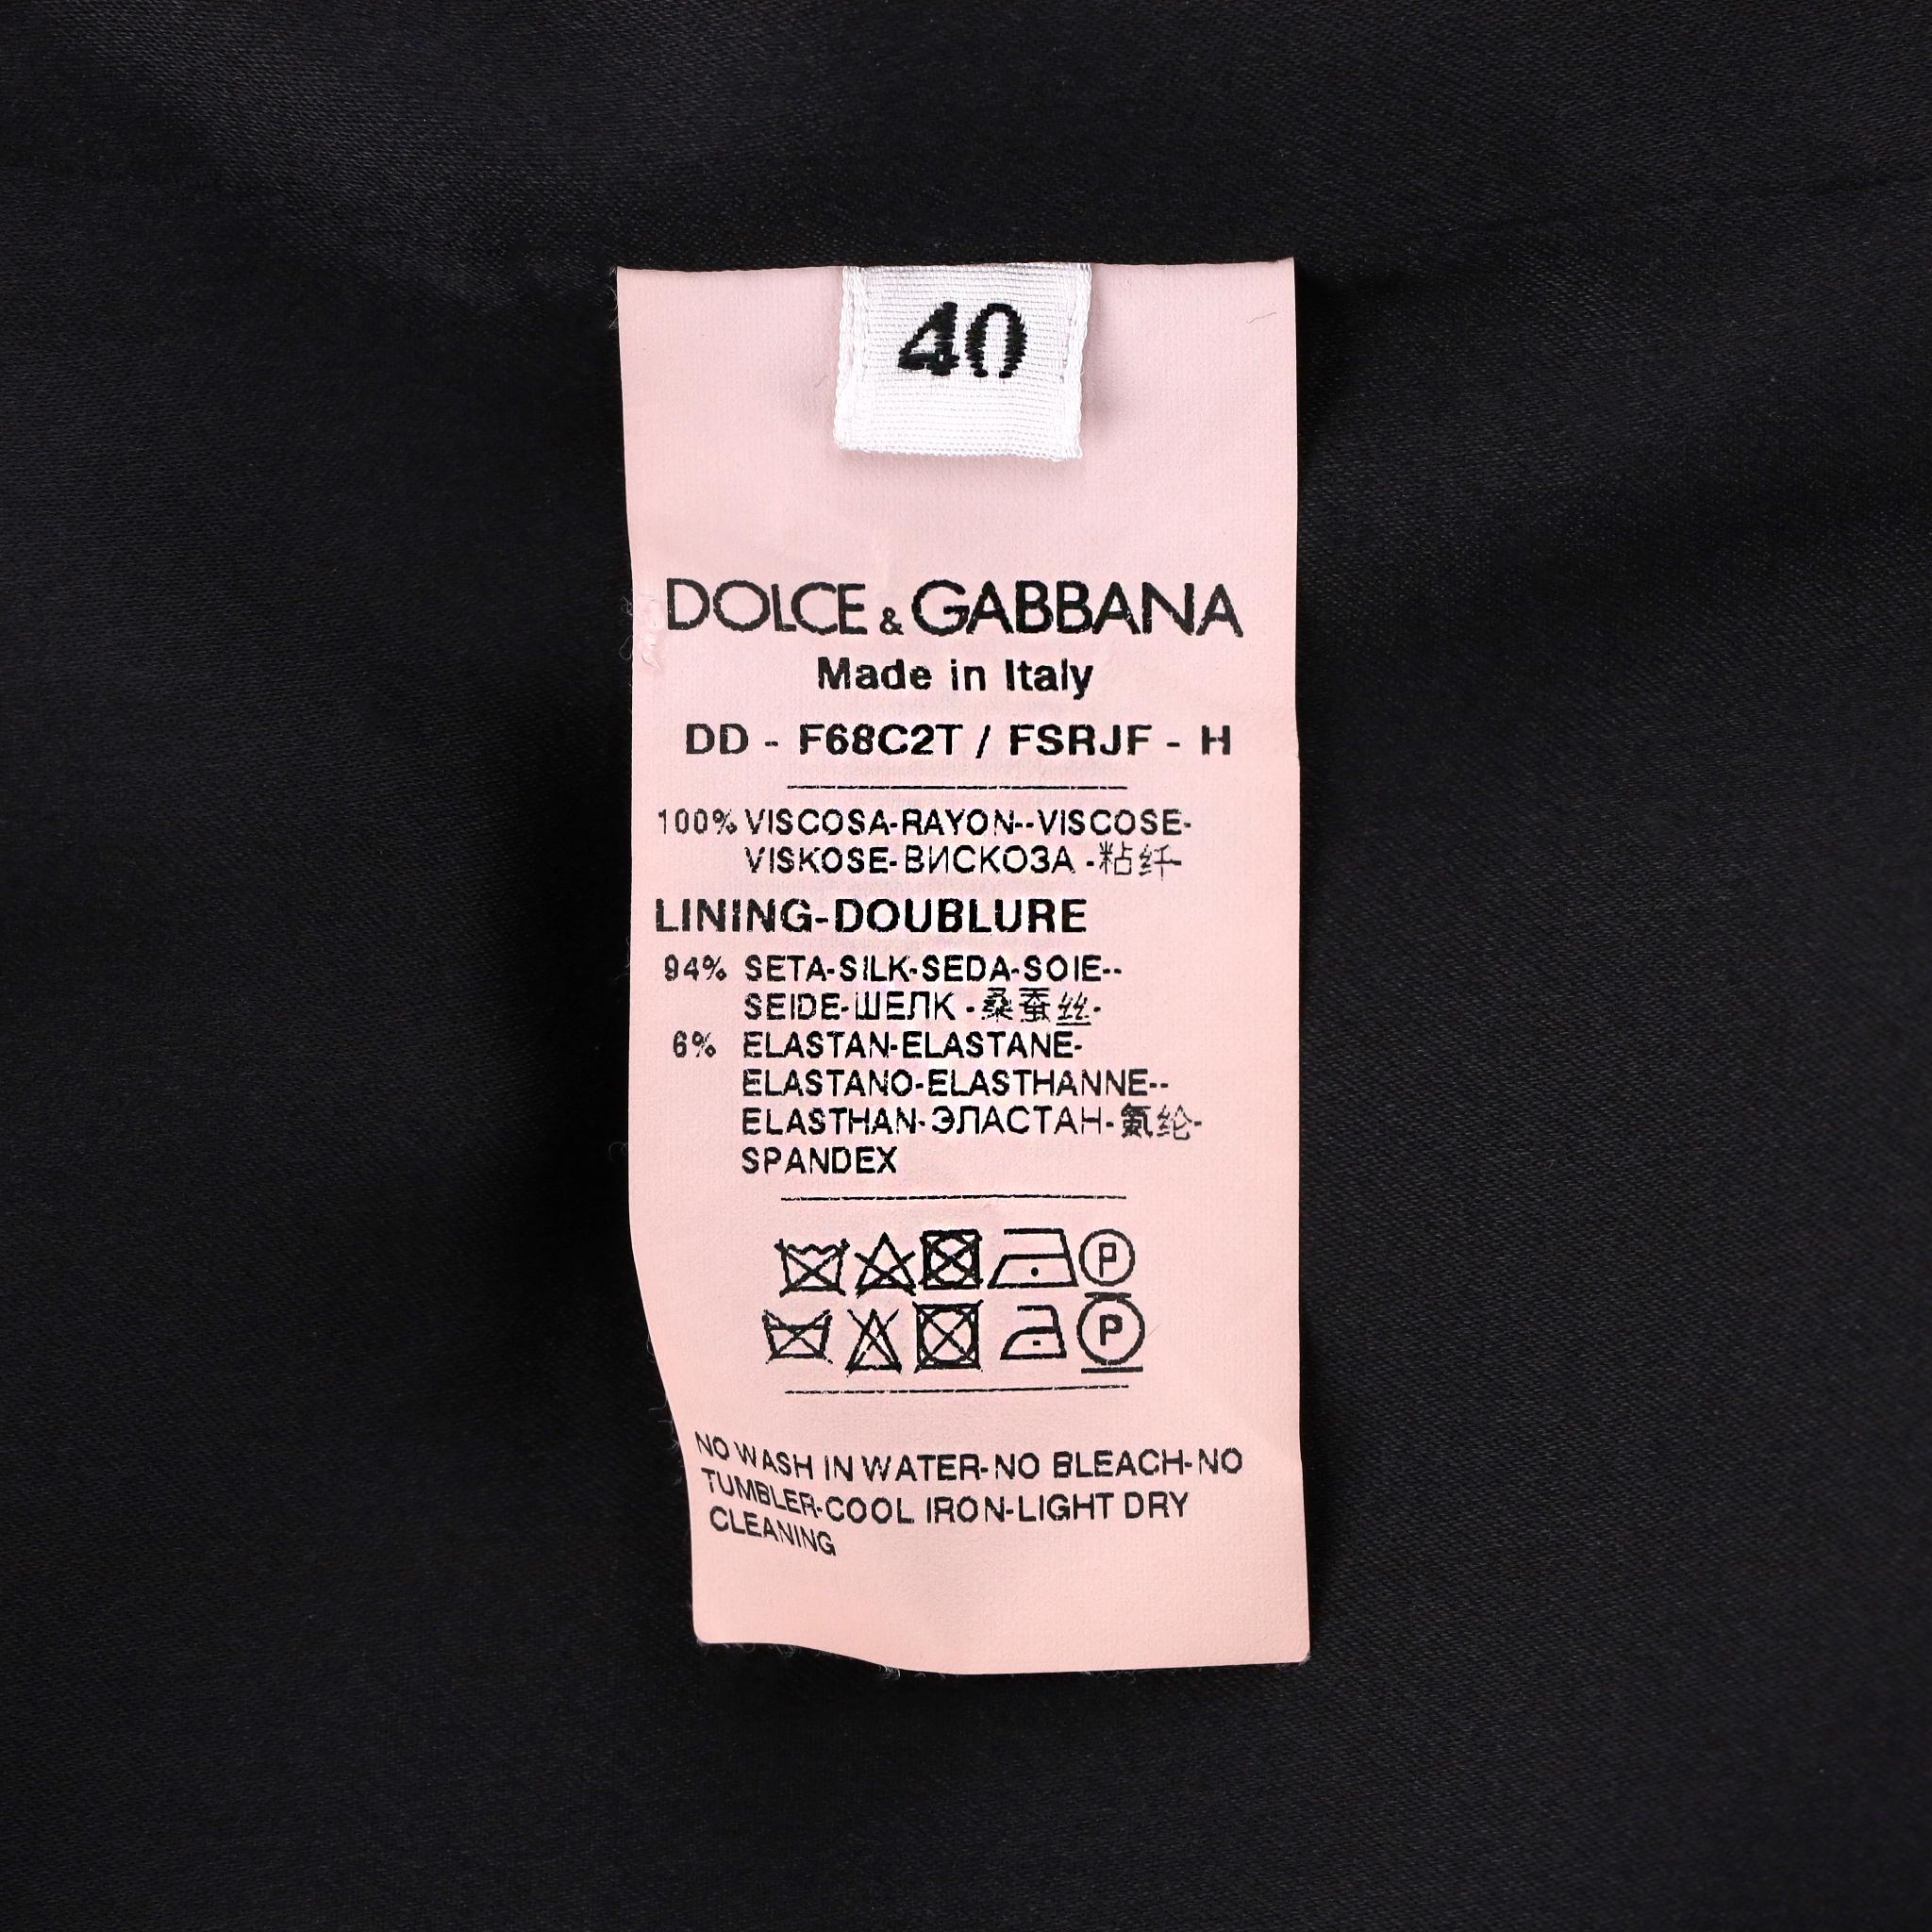 40
DOLCE & GABBANA
Made in Italy
DD - F68C2T / FSRJF - H
100% VISCOSA-RAYON--VISCOSE-
VISKOSE-ВИСКОЗА -粘纤-
LINING-DOUBLURE
94% SETA-SILK-SEDA-SOIE--
SEIDE-ШЕЛК -桑蚕丝-
6% ELASTAN-ELASTANE-
ELASTANO-ELASTHANNE--
ELASTHAN-ЭЛАСТАН-氨纶-
SPANDEX
P
P
NO WASH IN WATER-NO BLEACH-NO
TUMBLER-COOL IRON-LIGHT DRY
CLEANING